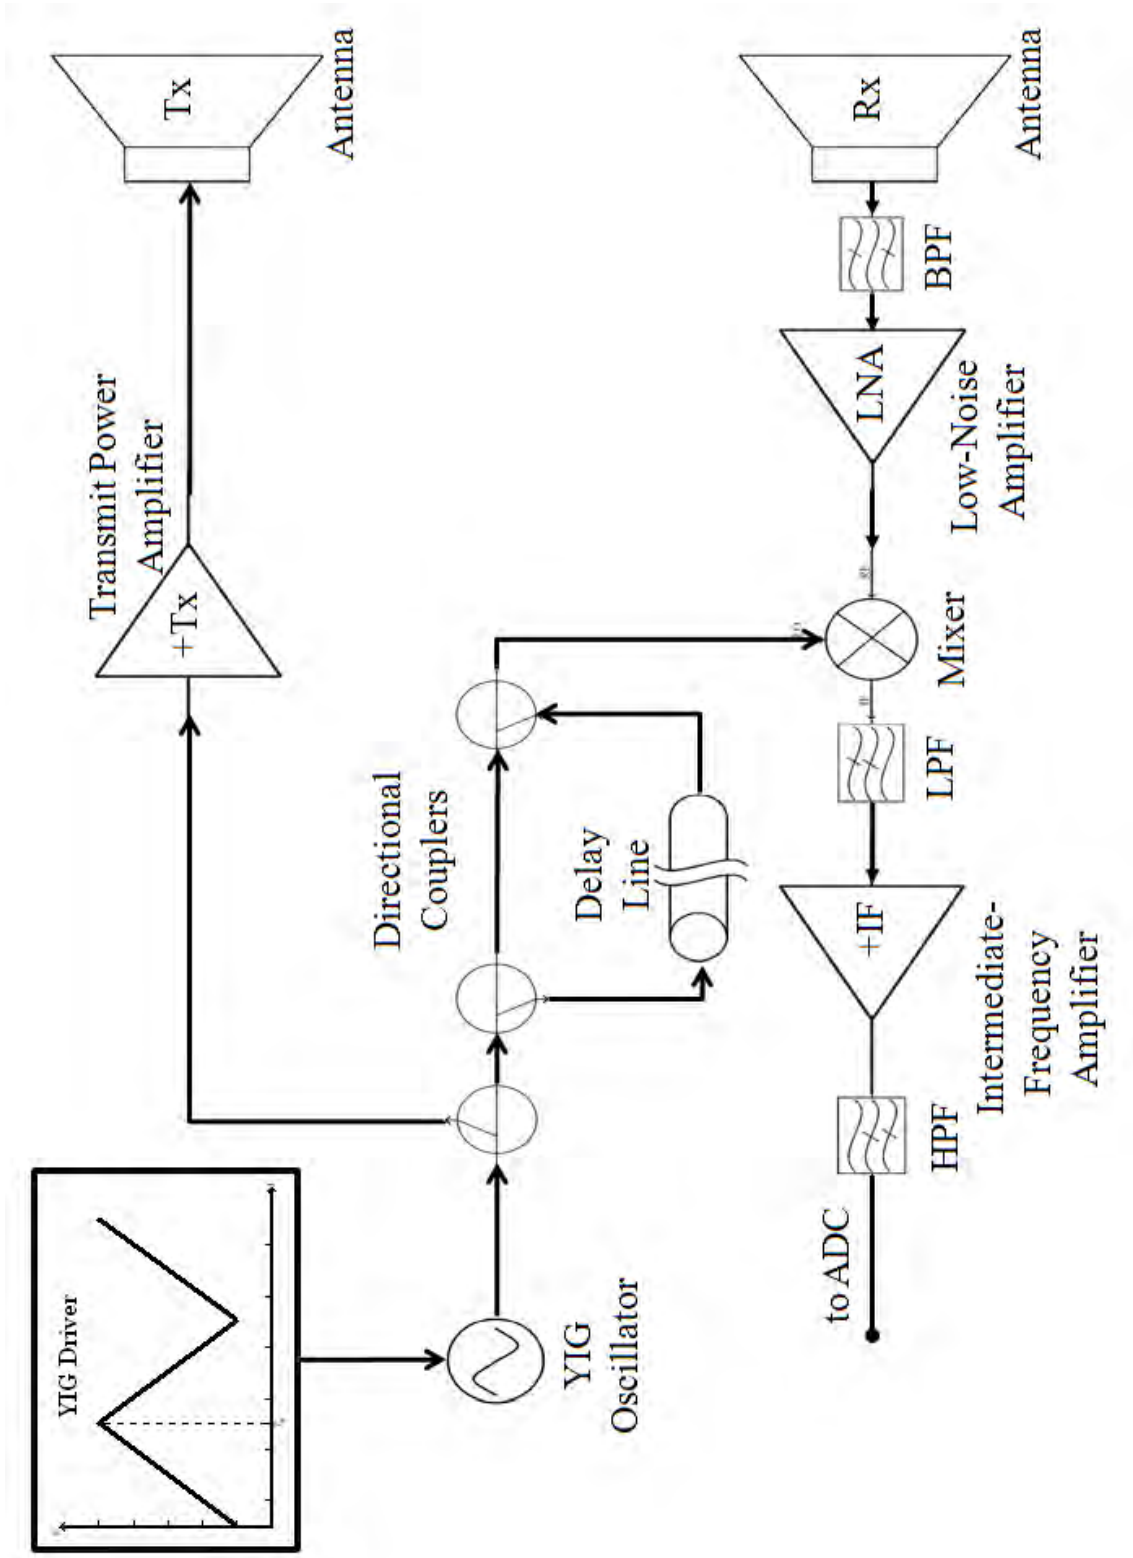 YIG Driver
YIG
Oscillator
Directional
Couplers
Delay
Line
Transmit Power
Amplifier
+Tx
Tx
Antenna
to ADC
HPF
+IF
Intermediate-
Frequency
Amplifier
LPF
Mixer
LNA
Low-Noise
Amplifier
BPF
Rx
Antenna